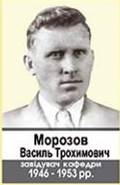 Морозов
Василь Трохимович
завідувач кафедри
1946 - 1953 рр.